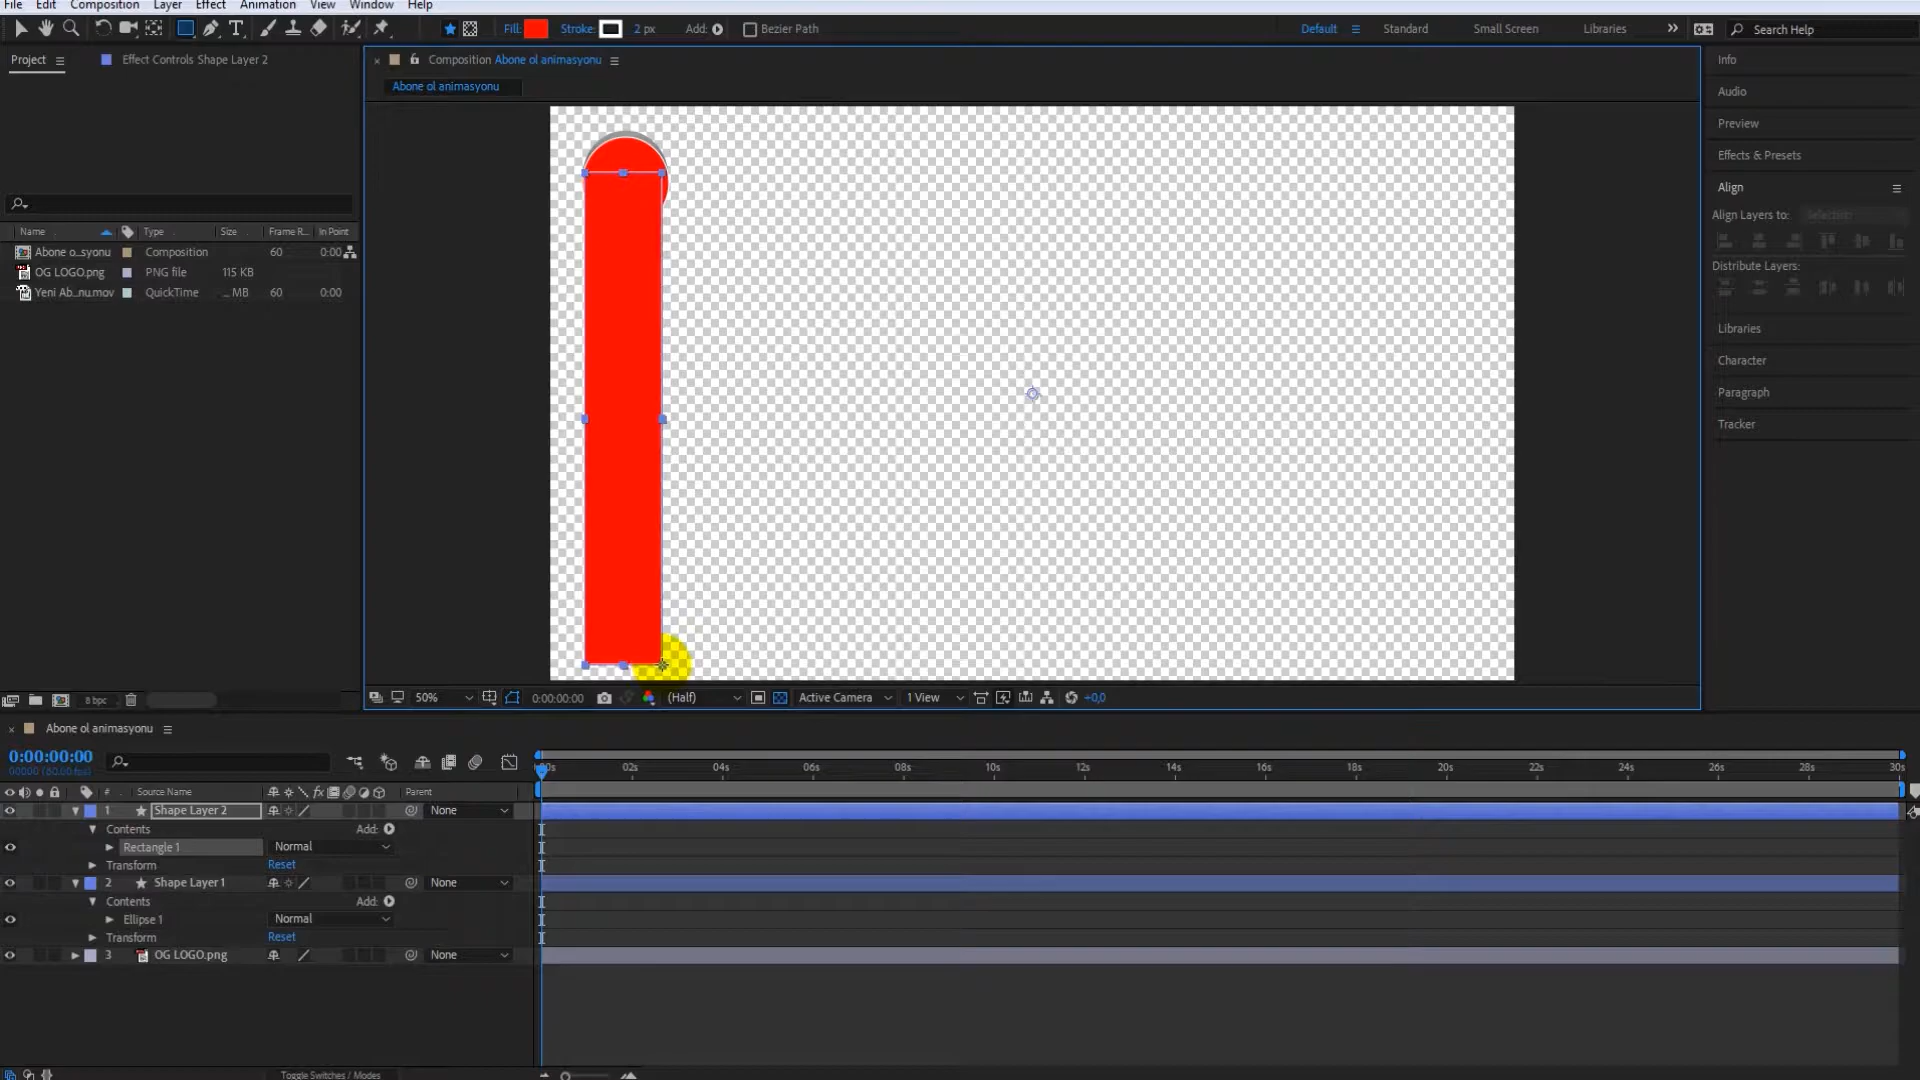 File Edit Composition Layer Effect Animation View Window Help
Fill: Stroke: 2 px Add: Bezier Path Default Standard Small Screen Libraries Search Help
Project Effect Controls Shape Layer 2
Composition Abone ol animasyonu
Abone ol animasyonu
Info
Audio
Preview
Effects & Presets
Align
Align Layers to:
Distribute Layers:
Libraries
Character
Paragraph
Tracker
Name Type Size Frame R... In Point
Abone o...syonu Composition 60 0:00
OG LOGO.png PNG file 115 KB
Yeni Ab...nu.mov QuickTime ... MB 60 0:00
8 bpc
50% 0:00:00:00 (Half) Active Camera 1 View +0,0
Abone ol animasyonu
0:00:00:00
02s 04s 06s 08s 10s 12s 14s 16s 18s 20s 22s 24s 26s 28s 30s
# Source Name Parent
1 Shape Layer 2 None
Contents Add:
Rectangle 1 Normal
Transform Reset
2 Shape Layer 1 None
Contents Add:
Ellipse 1 Normal
Transform Reset
3 OG LOGO.png None
Toggle Switches / Modes